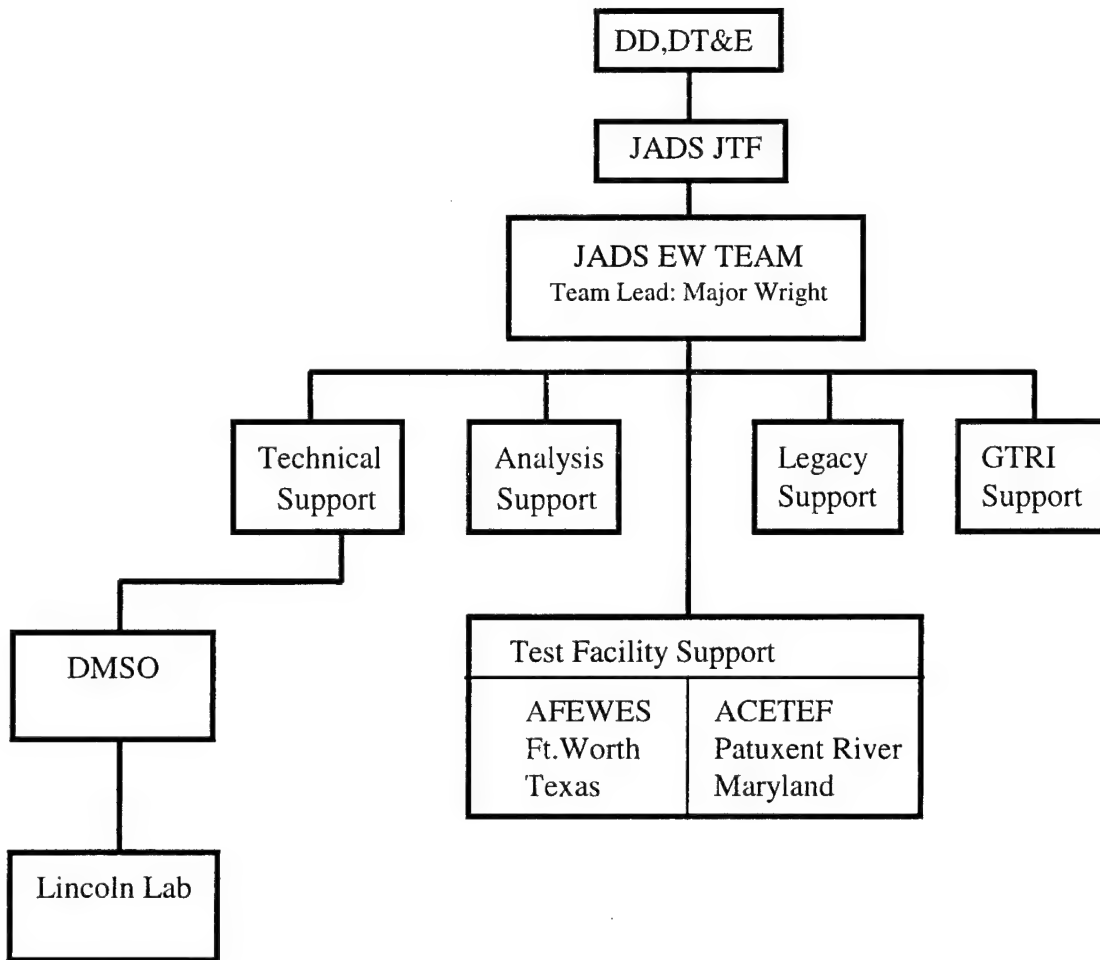 DD,DT&E
JADS JTF
JADS EW TEAM
Team Lead: Major Wright
Technical
Support
Analysis
Support
Legacy
Support
GTRI
Support
DMSO
Test Facility Support
AFEWES
Ft.Worth
Texas
ACETEF
Patuxent River
Maryland
Lincoln Lab